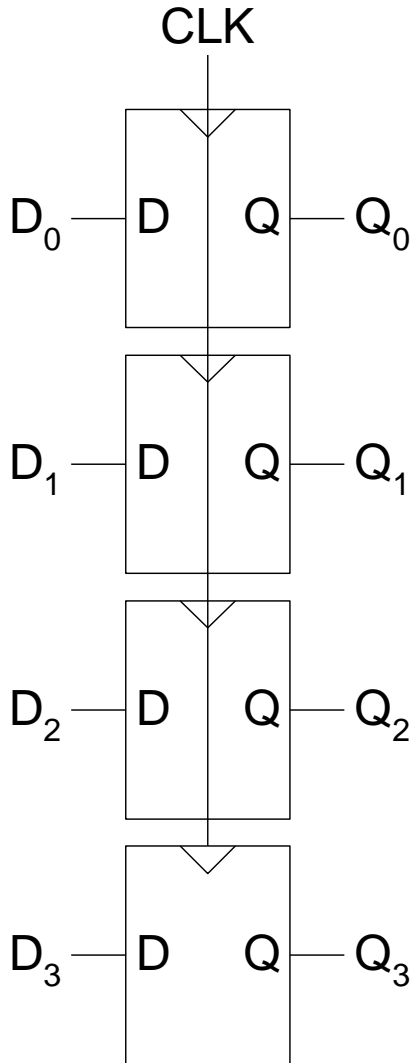 CLK
D₀ D Q Q₀
D₁ D Q Q₁
D₂ D Q Q₂
D₃ D Q Q₃